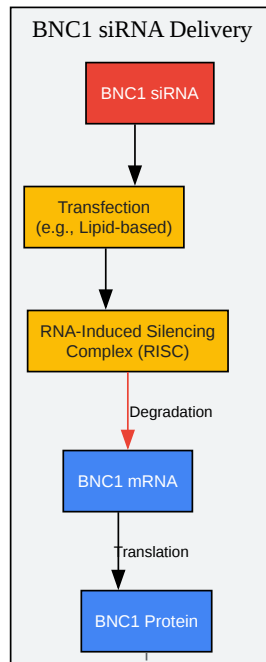 BNC1 siRNA Delivery
BNC1 siRNA
Transfection
(e.g., Lipid-based)
RNA-Induced Silencing
Complex (RISC)
Degradation
BNC1 mRNA
Translation
BNC1 Protein